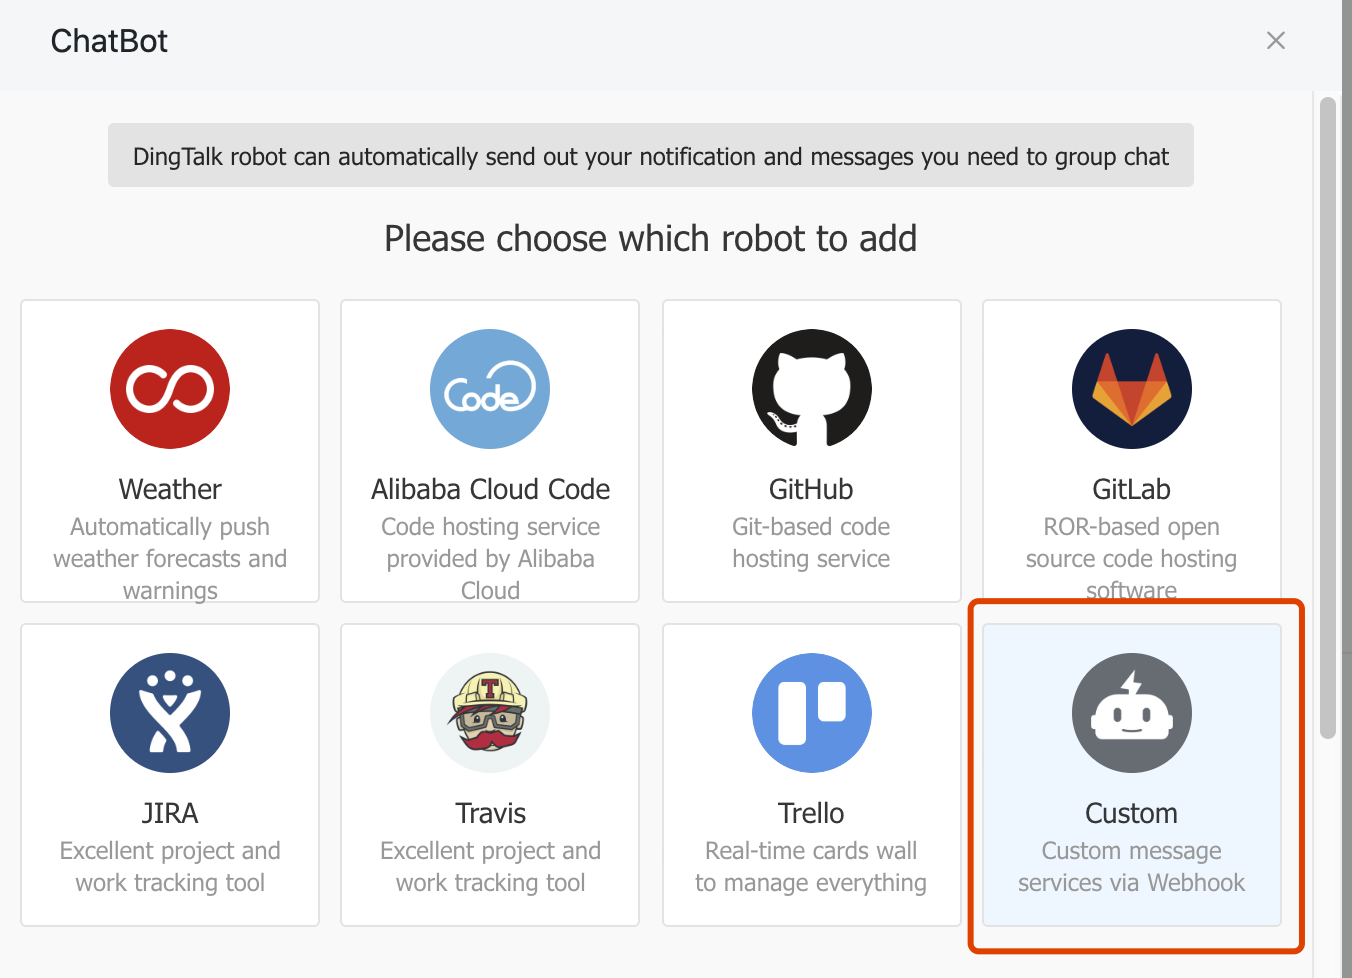 ChatBot
DingTalk robot can automatically send out your notification and messages you need to group chat
Please choose which robot to add
Code
Weather
Automatically push
weather forecasts and
warnings
Alibaba Cloud Code
Code hosting service
provided by Alibaba
Cloud
GitHub
Git-based code
hosting service
GitLab
ROR-based open
source code hosting
software
T
JIRA
Excellent project and
work tracking tool
Travis
Excellent project and
work tracking tool
Trello
Real-time cards wall
to manage everything
Custom
Custom message
services via Webhook